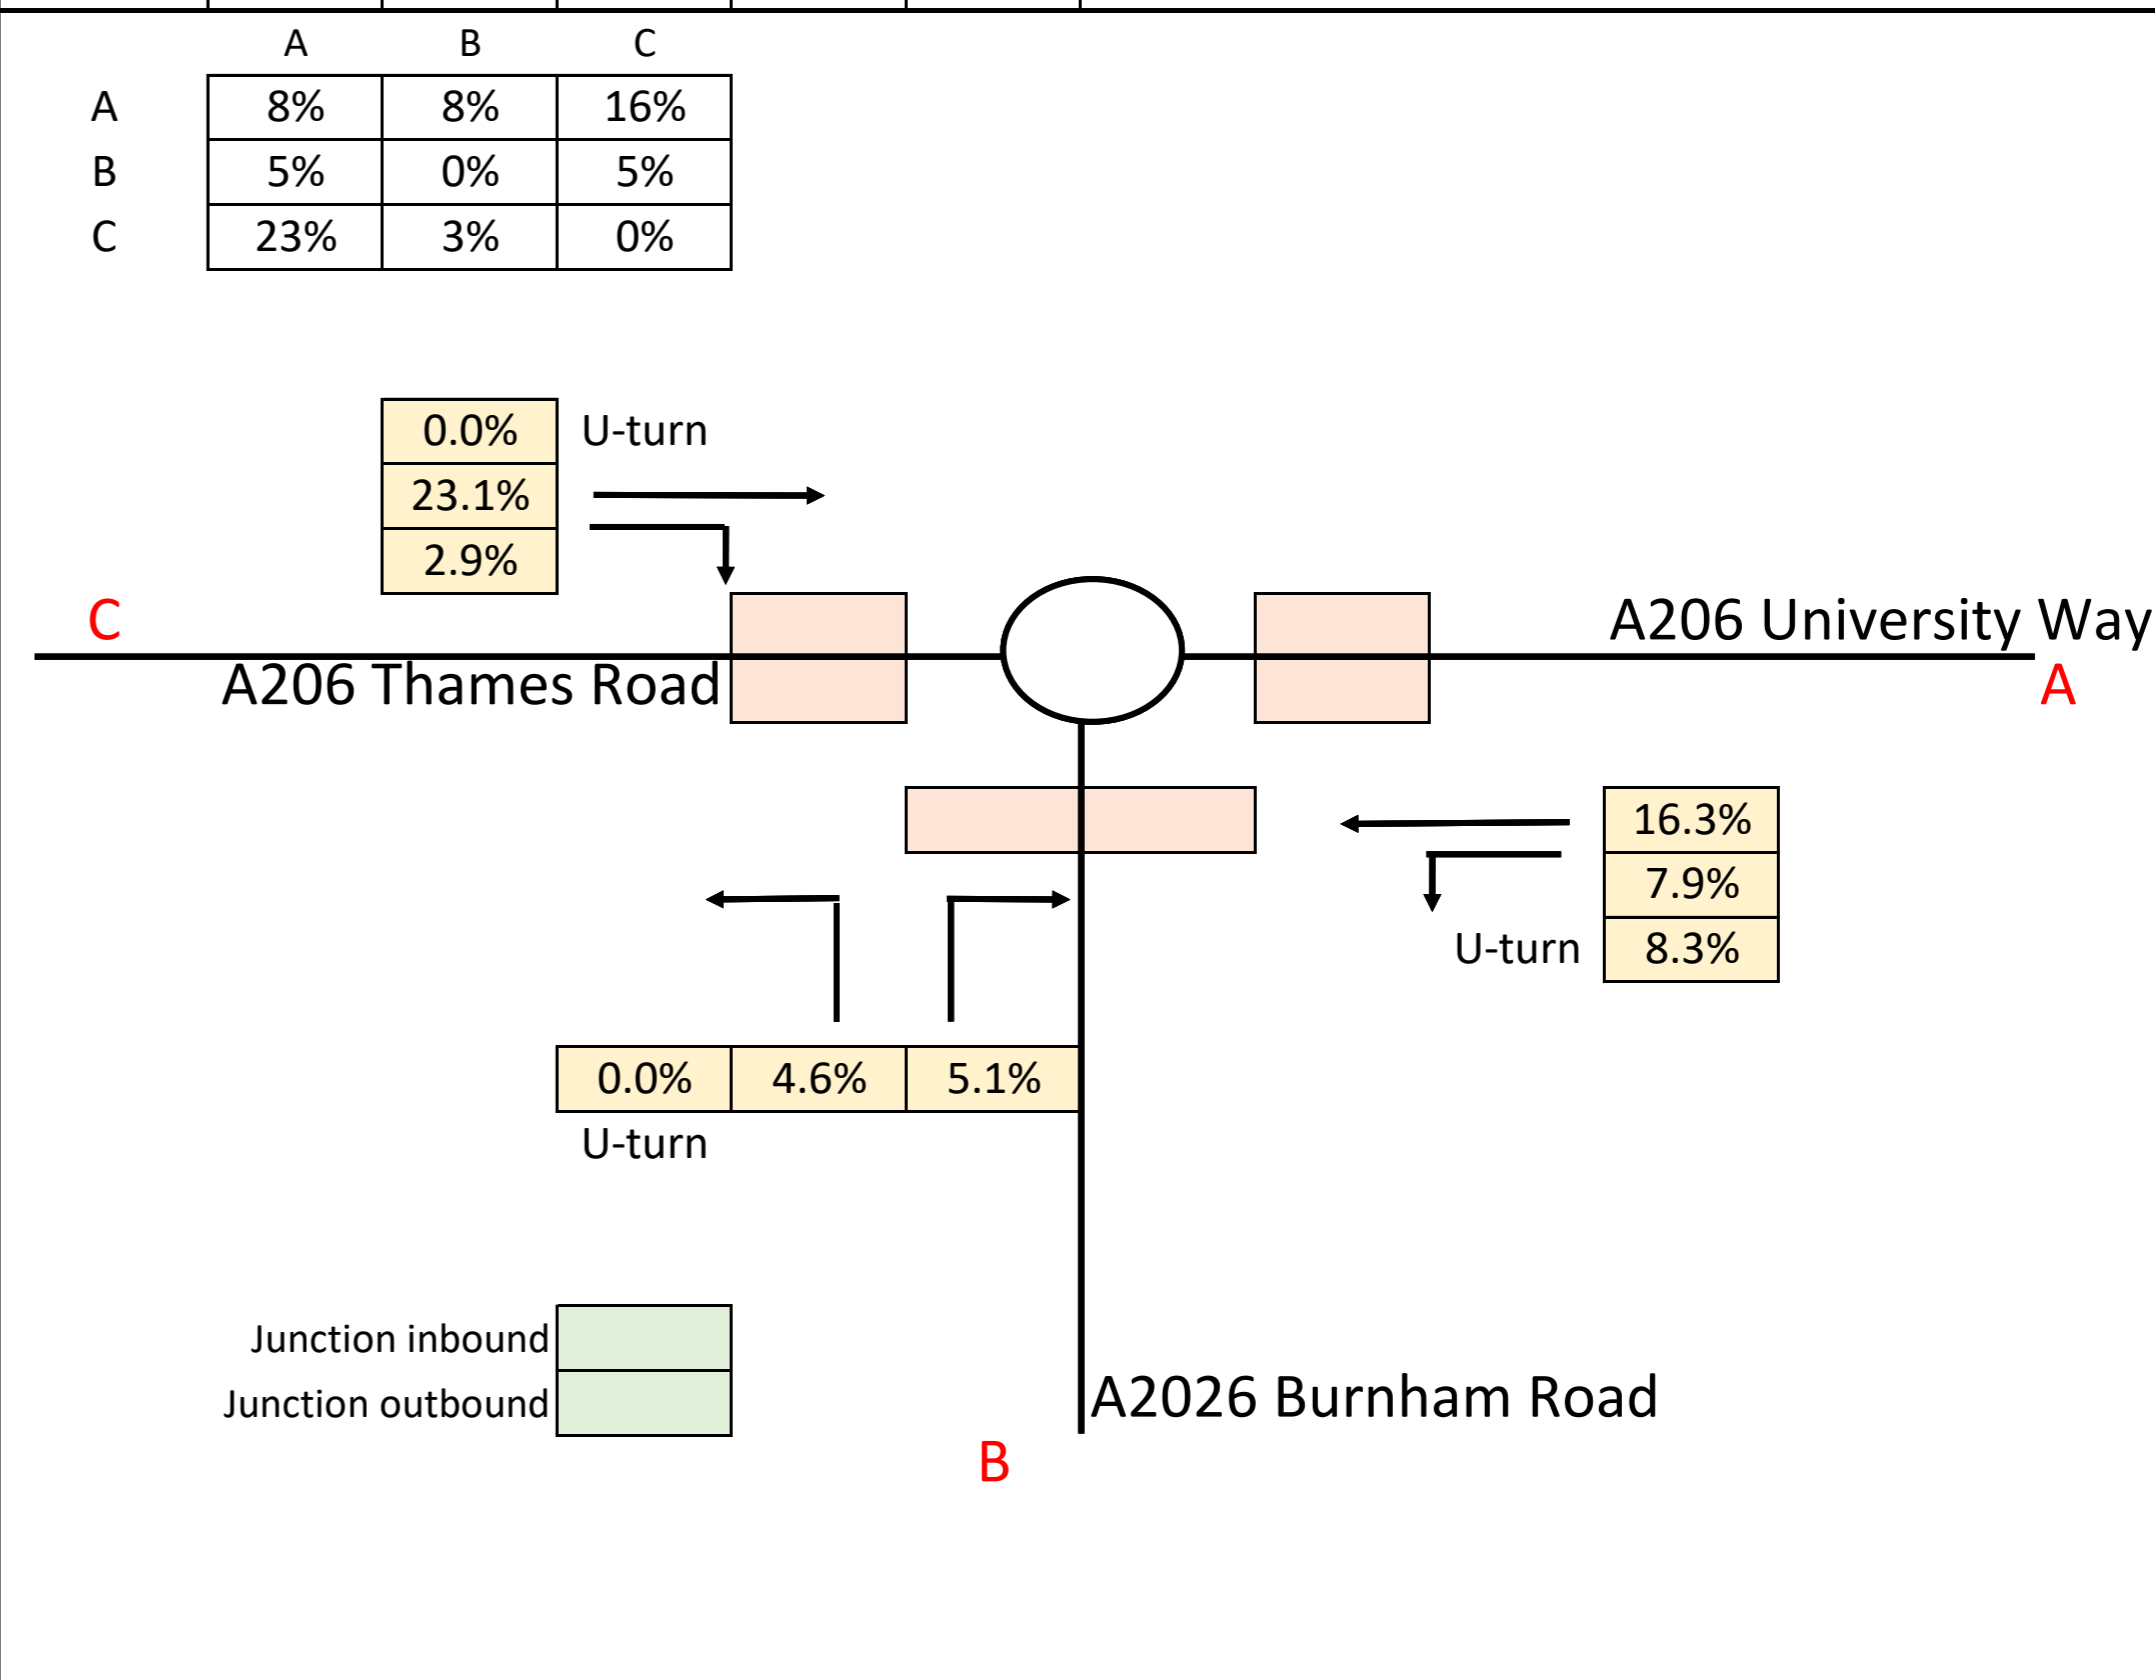 A B C
A 8% 8% 16%
B 5% 0% 5%
C 23% 3% 0%
0.0% U-turn
23.1%
2.9%
C
A206 University Way
A206 Thames Road
A
16.3%
7.9%
U-turn 8.3%
0.0% 4.6% 5.1%
U-turn
Junction inbound
Junction outbound
A2026 Burnham Road
B